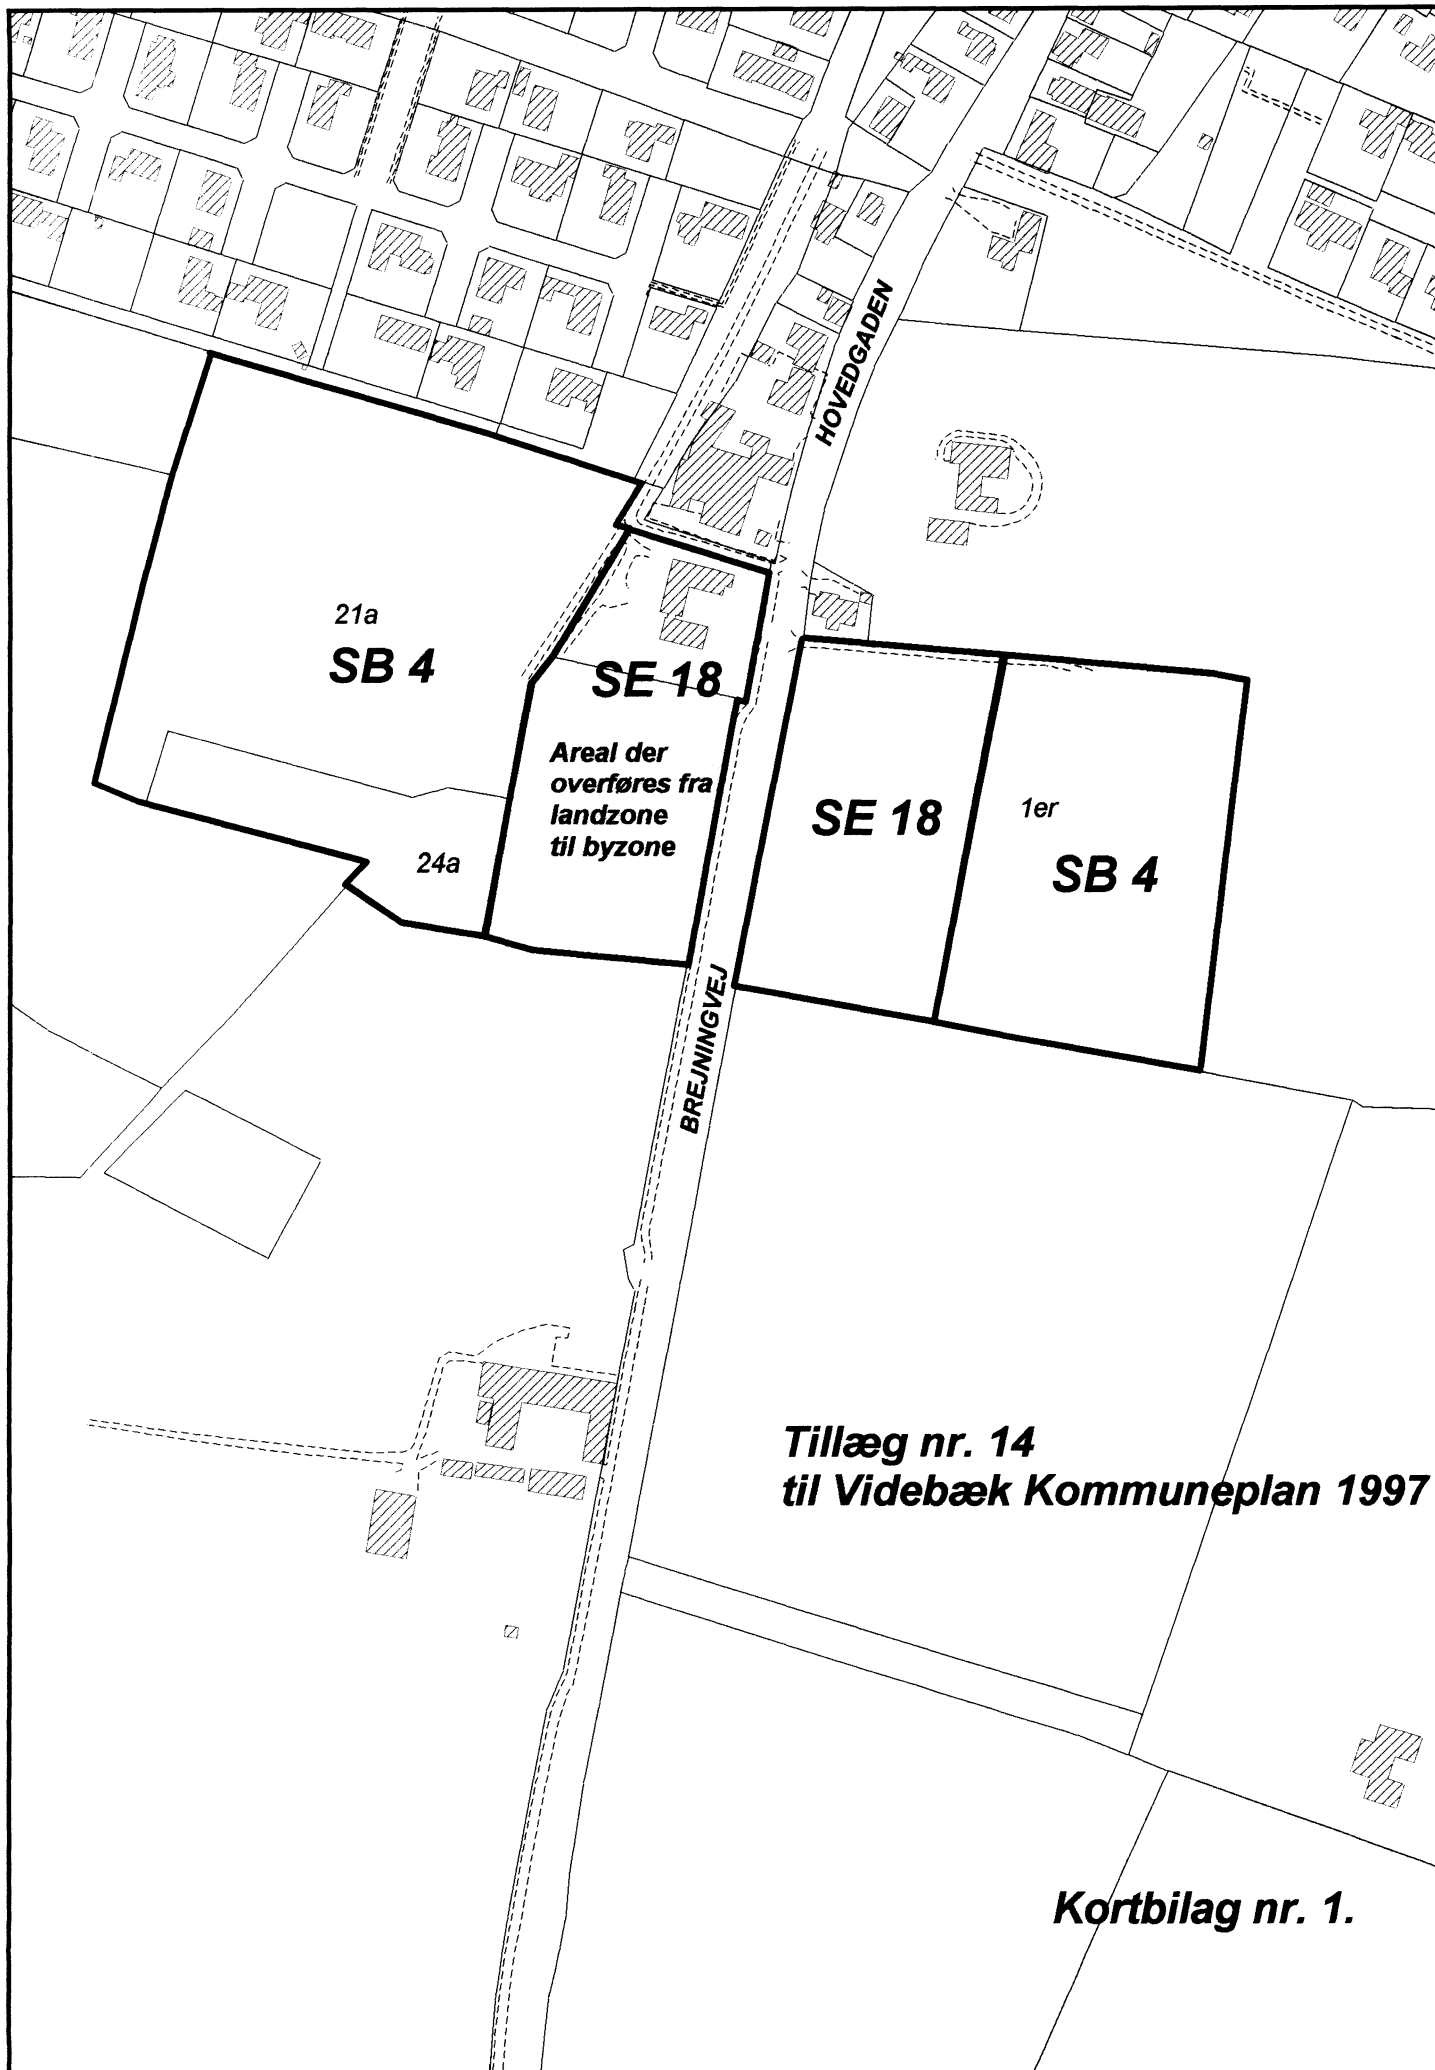 HOVEDGADEN
21a
SB 4
SE 18
Areal der
overføres fra
landzone
til byzone
24a
SE 18
1er
SB 4
BREJNINGVEJ
Tillæg nr. 14
til Videbæk Kommuneplan 1997
Kortbilag nr. 1.